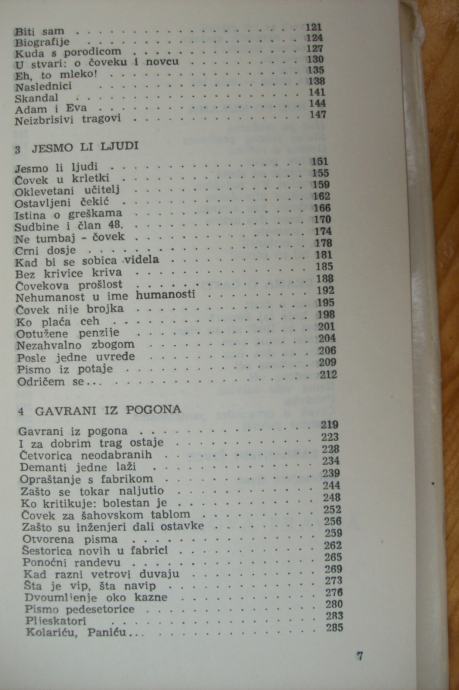 Biti sam . . . . . . . . . . . . . . . 121
Biografije . . . . . . . . . . . . . . 124
Kuda s porodicom . . . . . . . . . . . 127
U stvari: o čoveku i novcu . . . . . . 130
Eh, to mleko! . . . . . . . . . . . . . 135
Naslednici . . . . . . . . . . . . . . 138
Skandal . . . . . . . . . . . . . . . . 141
Adam i Eva . . . . . . . . . . . . . . 144
Neizbrisivi tragovi . . . . . . . . . . 147
3 JESMO LI LJUDI
Jesmo li ljudi . . . . . . . . . . . . 151
Čovek u krletki . . . . . . . . . . . . 155
Oklevetani učitelj . . . . . . . . . . 159
Ostavljeni čekić . . . . . . . . . . . 162
Istina o greškama . . . . . . . . . . . 166
Sudbine i član 48. . . . . . . . . . . 170
Ne tumbaj - čovek . . . . . . . . . . . 174
Crni dosje . . . . . . . . . . . . . . 178
Kad bi se sobica videla . . . . . . . . 181
Bez krivice kriva . . . . . . . . . . . 185
Čovekova prošlost . . . . . . . . . . . 188
Nehumanost u ime humanosti . . . . . . 192
Čovek nije brojka . . . . . . . . . . . 195
Ko plaća ceh . . . . . . . . . . . . . 198
Optužene penzije . . . . . . . . . . . 201
Nezahvalno zbogom . . . . . . . . . . . 204
Posle jedne uvrede . . . . . . . . . . 206
Pismo iz potaje . . . . . . . . . . . . 209
Odričem se... . . . . . . . . . . . . . 212
4 GAVRANI IZ POGONA
Gavrani iz pogona . . . . . . . . . . . 219
I za dobrim trag ostaje . . . . . . . . 223
Četvorica neodabranih . . . . . . . . . 228
Demanti jedne laži . . . . . . . . . . 234
Opraštanje s fabrikom . . . . . . . . . 239
Zašto se tokar naljutio . . . . . . . . 244
Ko kritikuje: bolestan je . . . . . . . 248
Čovek za šahovskom tablom . . . . . . . 252
Zašto su inženjeri dali ostavke . . . . 256
Otvorena pisma . . . . . . . . . . . . 259
Šestorica novih u fabrici . . . . . . . 262
Ponoćni randevu . . . . . . . . . . . . 265
Kad razni vetrovi duvaju . . . . . . . 269
Šta je vip, šta navip . . . . . . . . . 273
Dvoumljenje oko kazne . . . . . . . . . 276
Pismo pedesetorice . . . . . . . . . . 280
Pljeskatori . . . . . . . . . . . . . . 283
Kolariću, Paniću... . . . . . . . . . . 285
7